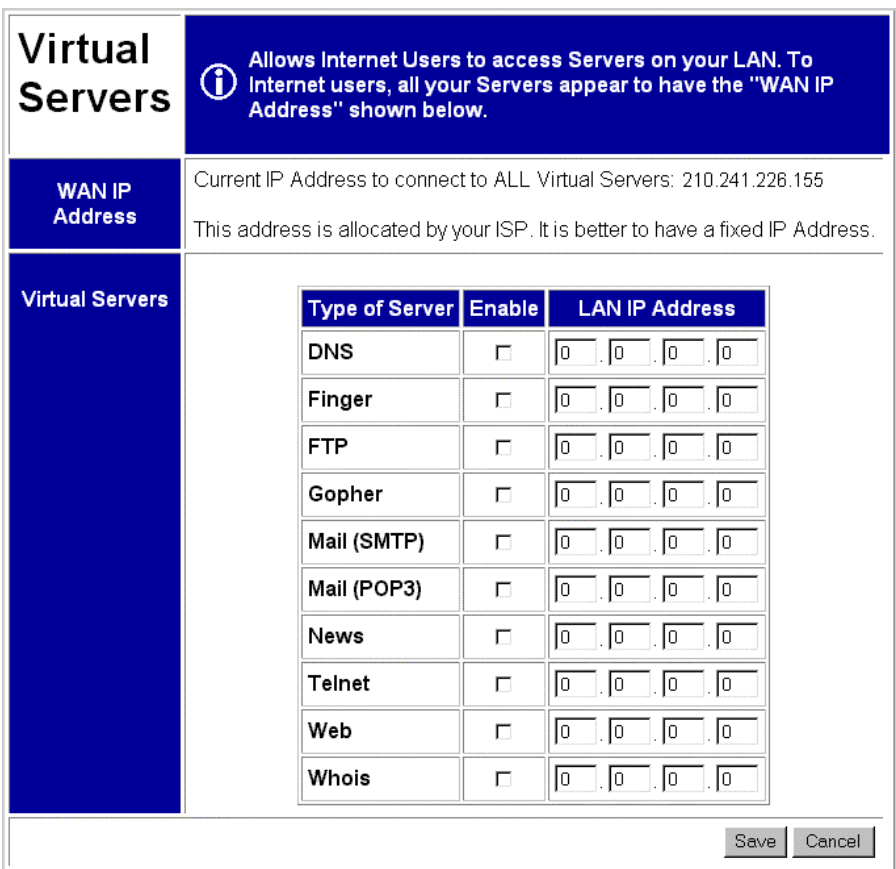 Virtual
Servers
Allows Internet Users to access Servers on your LAN. To
Internet users, all your Servers appear to have the "WAN IP
Address" shown below.
WAN IP
Address
Current IP Address to connect to ALL Virtual Servers: 210.241.226.155
This address is allocated by your ISP. It is better to have a fixed IP Address.
Virtual Servers
Type of Server Enable LAN IP Address
DNS 0 . 0 . 0 . 0
Finger 0 . 0 . 0 . 0
FTP 0 . 0 . 0 . 0
Gopher 0 . 0 . 0 . 0
Mail (SMTP) 0 . 0 . 0 . 0
Mail (POP3) 0 . 0 . 0 . 0
News 0 . 0 . 0 . 0
Telnet 0 . 0 . 0 . 0
Web 0 . 0 . 0 . 0
Whois 0 . 0 . 0 . 0
Save Cancel